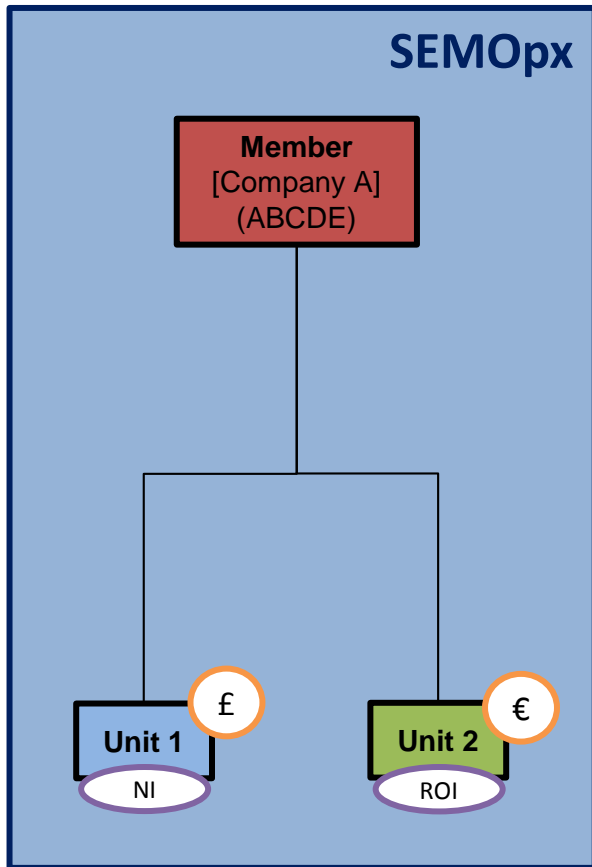 SEMOpx
Member
[Company A]
(ABCDE)
£
€
Unit 1
Unit 2
NI
ROI